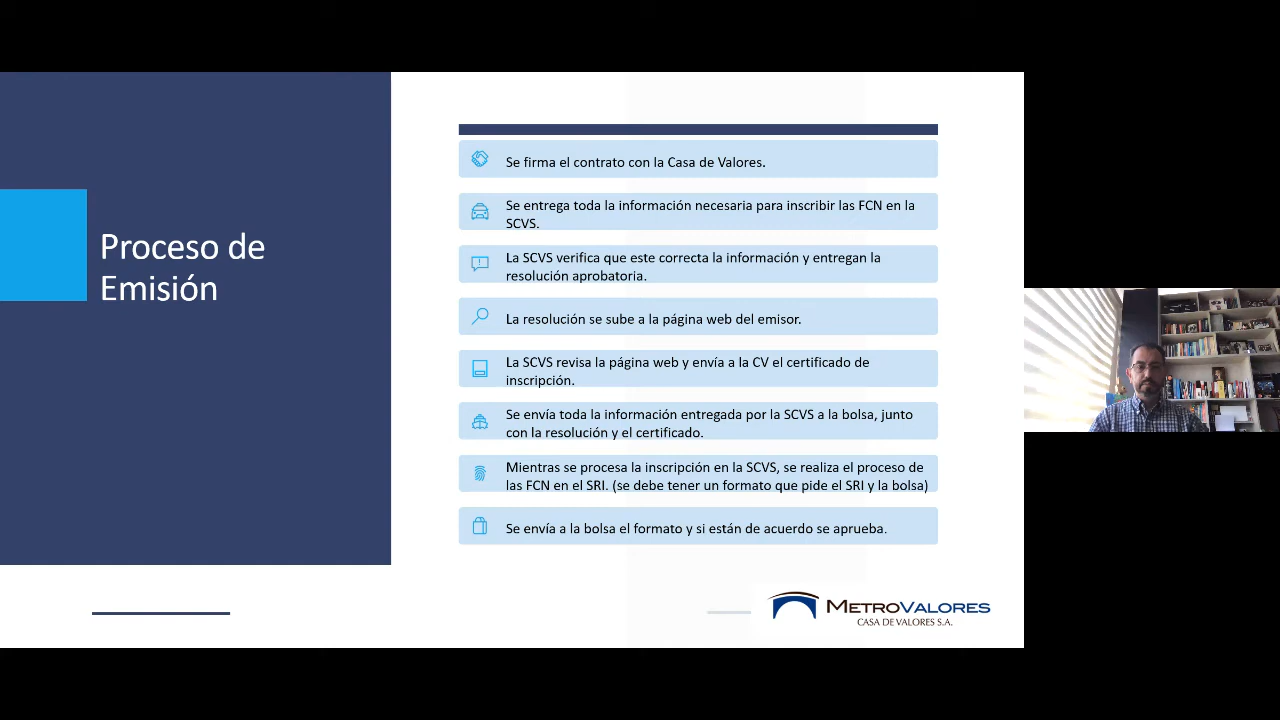 Proceso de
Emisión
Se firma el contrato con la Casa de Valores.
Se entrega toda la información necesaria para inscribir las FCN en la
SCVS.
La SCVS verifica que este correcta la información y entregan la
resolución aprobatoria.
La resolución se sube a la página web del emisor.
La SCVS revisa la página web y envía a la CV el certificado de
inscripción.
Se envía toda la información entregada por la SCVS a la bolsa, junto
con la resolución y el certificado.
Mientras se procesa la inscripción en la SCVS, se realiza el proceso de
las FCN en el SRI. (se debe tener un formato que pide el SRI y la bolsa)
Se envía a la bolsa el formato y si están de acuerdo se aprueba.
METROVALORES
CASA DE VALORES S.A.